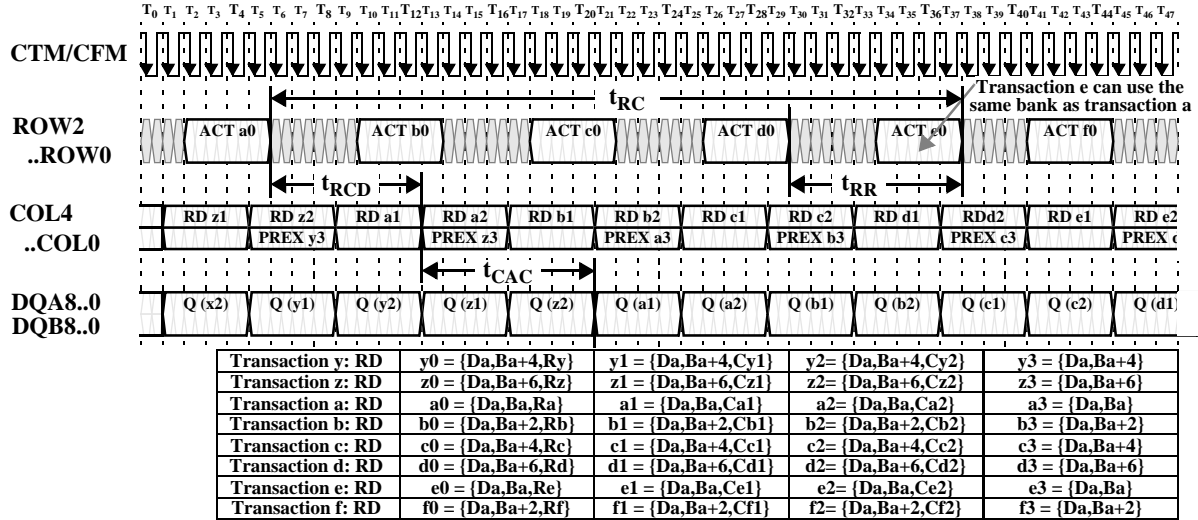 T0 T1 T2 T3 T4 T5 T6 T7 T8 T9 T10 T11 T12 T13 T14 T15 T16 T17 T18 T19 T20 T21 T22 T23 T24 T25 T26 T27 T28 T29 T30 T31 T32 T33 T34 T35 T36 T37 T38 T39 T40 T41 T42 T43 T44 T45 T46 T47
CTM/CFM
Transaction e can use the
same bank as transaction a
tRC
ROW2
..ROW0
ACT a0 ACT b0 ACT c0 ACT d0 ACT e0 ACT f0
tRCD tRR
COL4
..COL0
RD z1 RD z2 RD a1 RD a2 RD b1 RD b2 RD c1 RD c2 RD d1 RDd2 RD e1 RD e2
PREX y3 PREX z3 PREX a3 PREX b3 PREX c3 PREX
tCAC
DQA8..0
DQB8..0
Q (x2) Q (y1) Q (y2) Q (z1) Q (z2) Q (a1) Q (a2) Q (b1) Q (b2) Q (c1) Q (c2) Q (d1)
Transaction y: RD y0 = {Da,Ba+4,Ry} y1 = {Da,Ba+4,Cy1} y2= {Da,Ba+4,Cy2} y3 = {Da,Ba+4}
Transaction z: RD z0 = {Da,Ba+6,Rz} z1 = {Da,Ba+6,Cz1} z2= {Da,Ba+6,Cz2} z3 = {Da,Ba+6}
Transaction a: RD a0 = {Da,Ba,Ra} a1 = {Da,Ba,Ca1} a2= {Da,Ba,Ca2} a3 = {Da,Ba}
Transaction b: RD b0 = {Da,Ba+2,Rb} b1 = {Da,Ba+2,Cb1} b2= {Da,Ba+2,Cb2} b3 = {Da,Ba+2}
Transaction c: RD c0 = {Da,Ba+4,Rc} c1 = {Da,Ba+4,Cc1} c2= {Da,Ba+4,Cc2} c3 = {Da,Ba+4}
Transaction d: RD d0 = {Da,Ba+6,Rd} d1 = {Da,Ba+6,Cd1} d2= {Da,Ba+6,Cd2} d3 = {Da,Ba+6}
Transaction e: RD e0 = {Da,Ba,Re} e1 = {Da,Ba,Ce1} e2= {Da,Ba,Ce2} e3 = {Da,Ba}
Transaction f: RD f0 = {Da,Ba+2,Rf} f1 = {Da,Ba+2,Cf1} f2= {Da,Ba+2,Cf2} f3 = {Da,Ba+2}